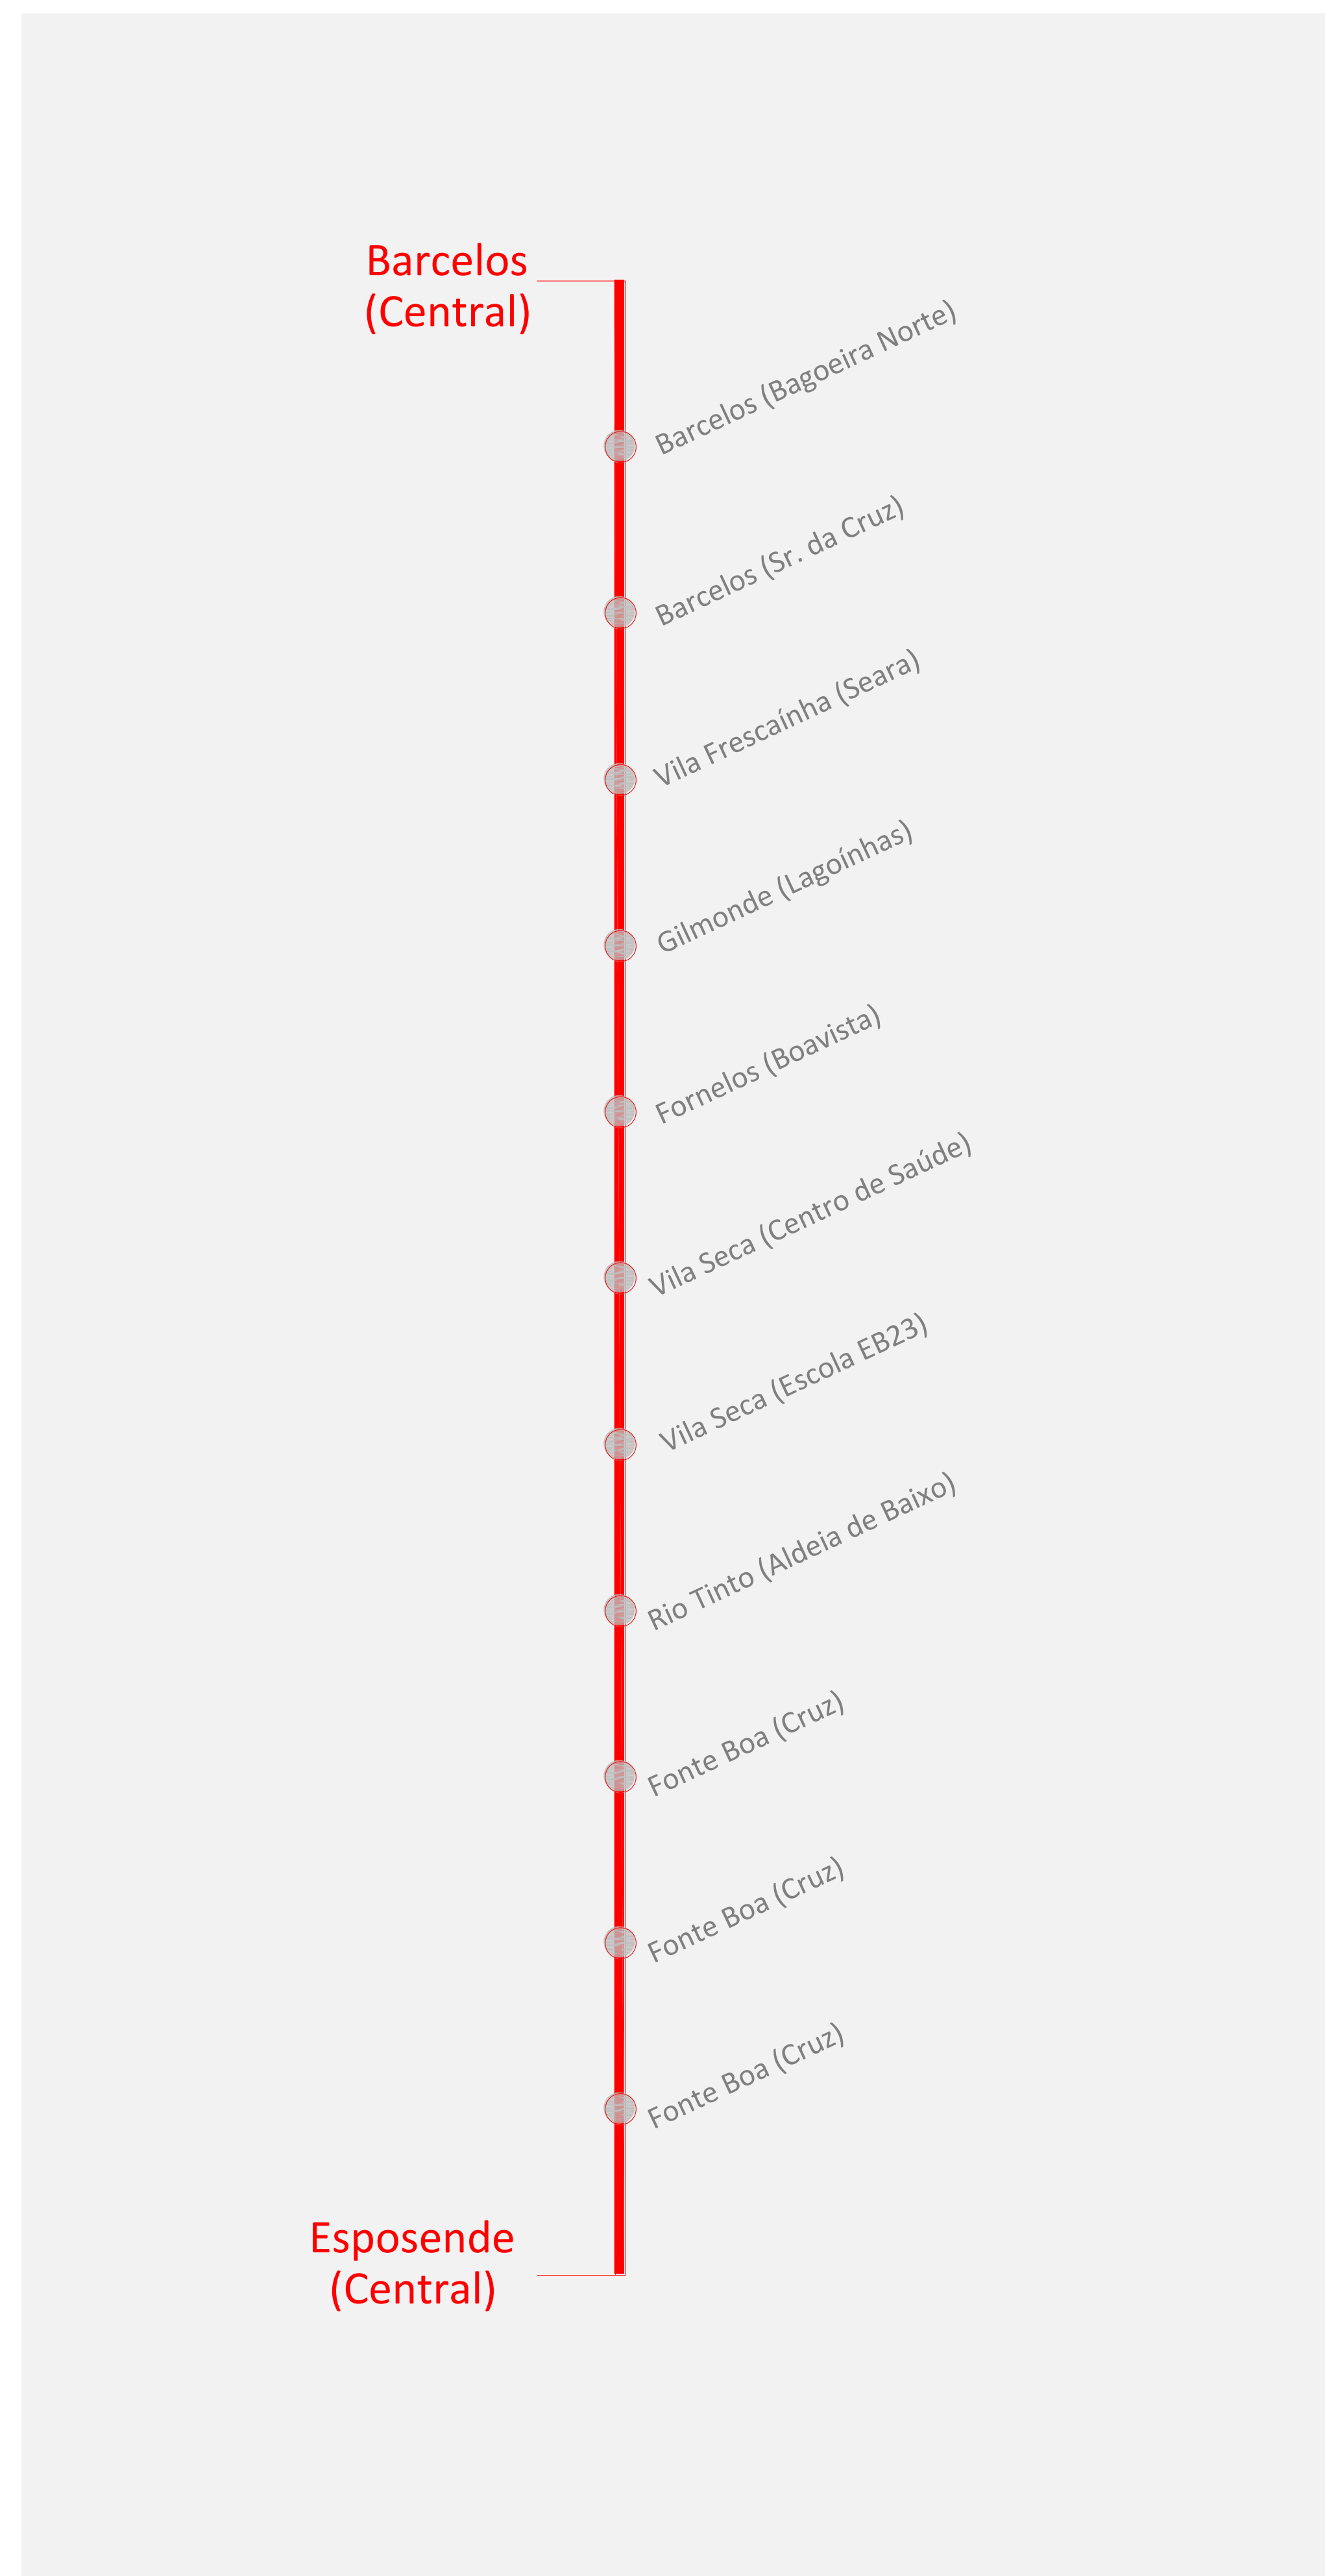 Barcelos
(Central)
Barcelos (Bagoeira Norte)
Barcelos (Sr. da Cruz)
Vila Frescaínha (Seara)
Gilmonde (Lagoínhas)
Fornelos (Boavista)
Vila Seca (Centro de Saúde)
Vila Seca (Escola EB23)
Rio Tinto (Aldeia de Baixo)
Fonte Boa (Cruz)
Fonte Boa (Cruz)
Fonte Boa (Cruz)
Esposende
(Central)